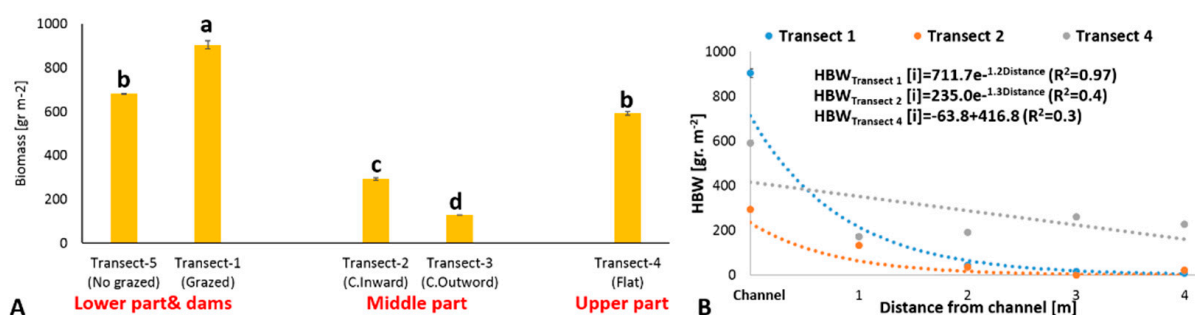 Biomass [gr m-2]
1000
800
600
400
200
0
b
a
c
d
b
Transect-5 Transect-1 Transect-2 Transect-3 Transect-4
(No grazed) (Grazed) (C.Inward) (C.Outword) (Flat)
Lower part& dams Middle part Upper part
A
Transect 1 Transect 2 Transect 4
HBW [gr. m-2]
1000
800
600
400
200
0
HBWTransect 1 [i]=711.7e-1.2Distance (R2=0.97)
HBWTransect 2 [i]=235.0e-1.3Distance (R2=0.4)
HBWTransect 4 [i]=-63.8+416.8 (R2=0.3)
Channel 1 2 3 4
Distance from channel [m]
B